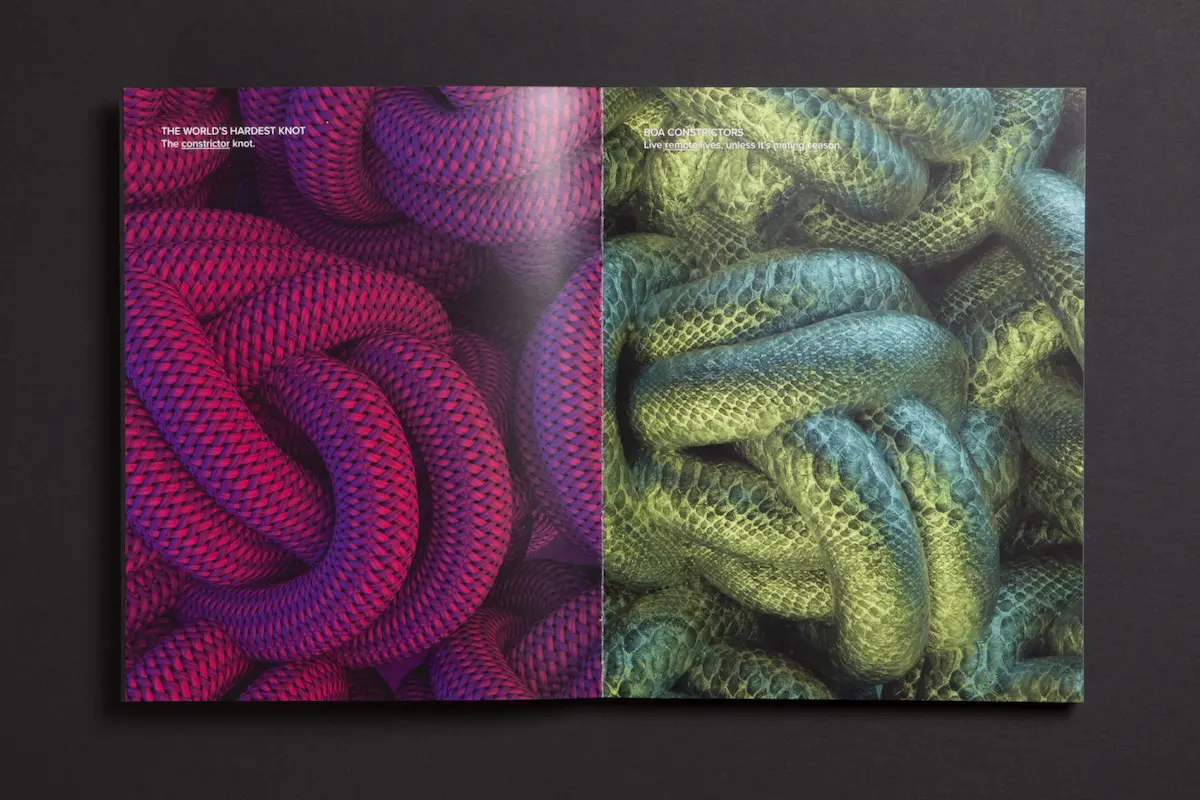 THE WORLD'S HARDEST KNOT
The constrictor knot.
BOA CONSTRICTORS
Live remote lives, unless it's mating season.